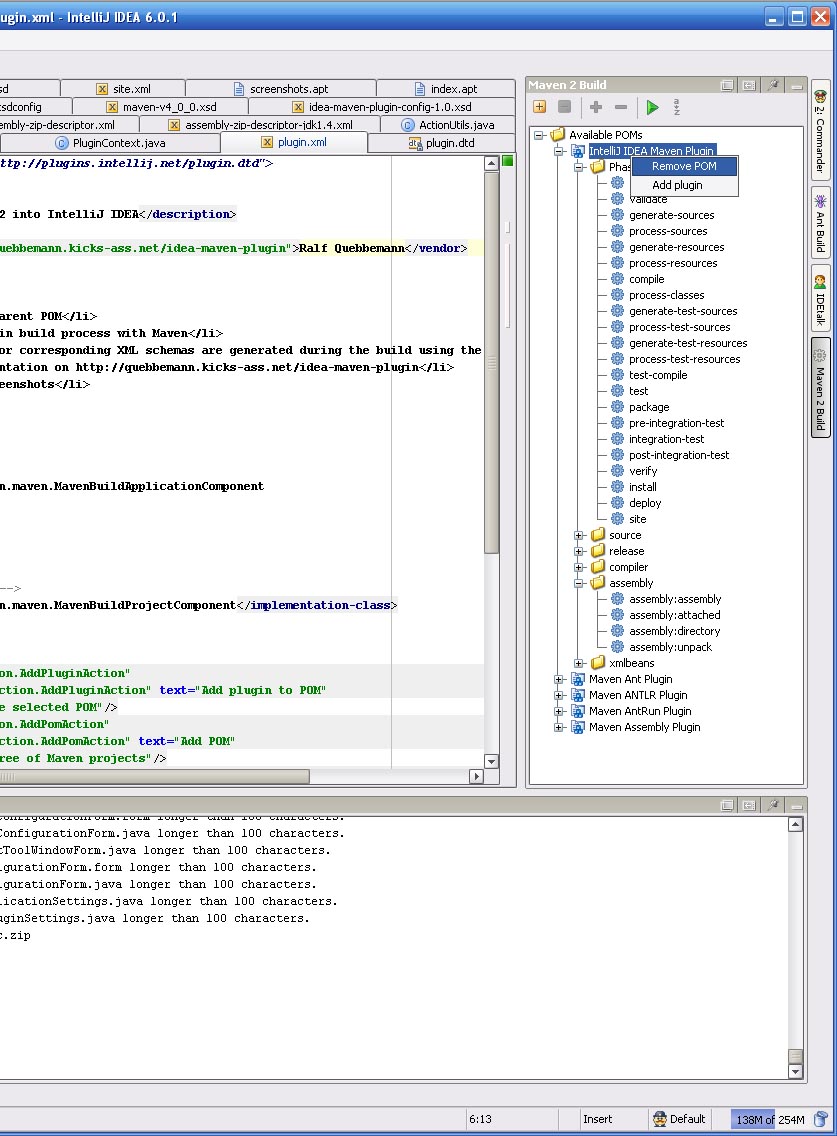 ugin.xml - IntelliJ IDEA 6.0.1
sd
site.xml
screenshots.apt
index.apt
sdconfig
maven-v4_0_0.xsd
idea-maven-plugin-config-1.0.xsd
embly-zip-descriptor.xml
assembly-zip-descriptor-jdk1.4.xml
ActionUtils.java
PluginContext.java
plugin.xml
plugin.dtd
ttp://plugins.intellij.net/plugin.dtd">
2 into IntelliJ IDEA</description>
uebbemann.kicks-ass.net/idea-maven-plugin">Ralf Quebbemann</vendor>
arent POM</li>
in build process with Maven</li>
or corresponding XML schemas are generated during the build using the
ntation on http://quebbemann.kicks-ass.net/idea-maven-plugin</li>
eenshots</li>
n.maven.MavenBuildApplicationComponent
-->
n.maven.MavenBuildProjectComponent</implementation-class>
on.AddPluginAction"
ction.AddPluginAction" text="Add plugin to POM"
e selected POM"/>
on.AddPomAction"
ction.AddPomAction" text="Add POM"
ree of Maven projects"/>
Maven 2 Build
Available POMs
IntelliJ IDEA Maven Plugin
Phas
Remove POM
Add plugin
validate
generate-sources
process-sources
generate-resources
process-resources
compile
process-classes
generate-test-sources
process-test-sources
generate-test-resources
process-test-resources
test-compile
test
package
pre-integration-test
integration-test
post-integration-test
verify
install
deploy
site
source
release
compiler
assembly
assembly:assembly
assembly:attached
assembly:directory
assembly:unpack
xmlbeans
Maven Ant Plugin
Maven ANTLR Plugin
Maven AntRun Plugin
Maven Assembly Plugin
2: Commander
Ant Build
IDEtalk
Maven 2 Build
ConfigurationForm.form longer than 100 characters.
ConfigurationForm.java longer than 100 characters.
tToolWindowForm.java longer than 100 characters.
igurationForm.form longer than 100 characters.
igurationForm.java longer than 100 characters.
licationSettings.java longer than 100 characters.
uginSettings.java longer than 100 characters.
c.zip
6:13
Insert
Default
138M of 254M